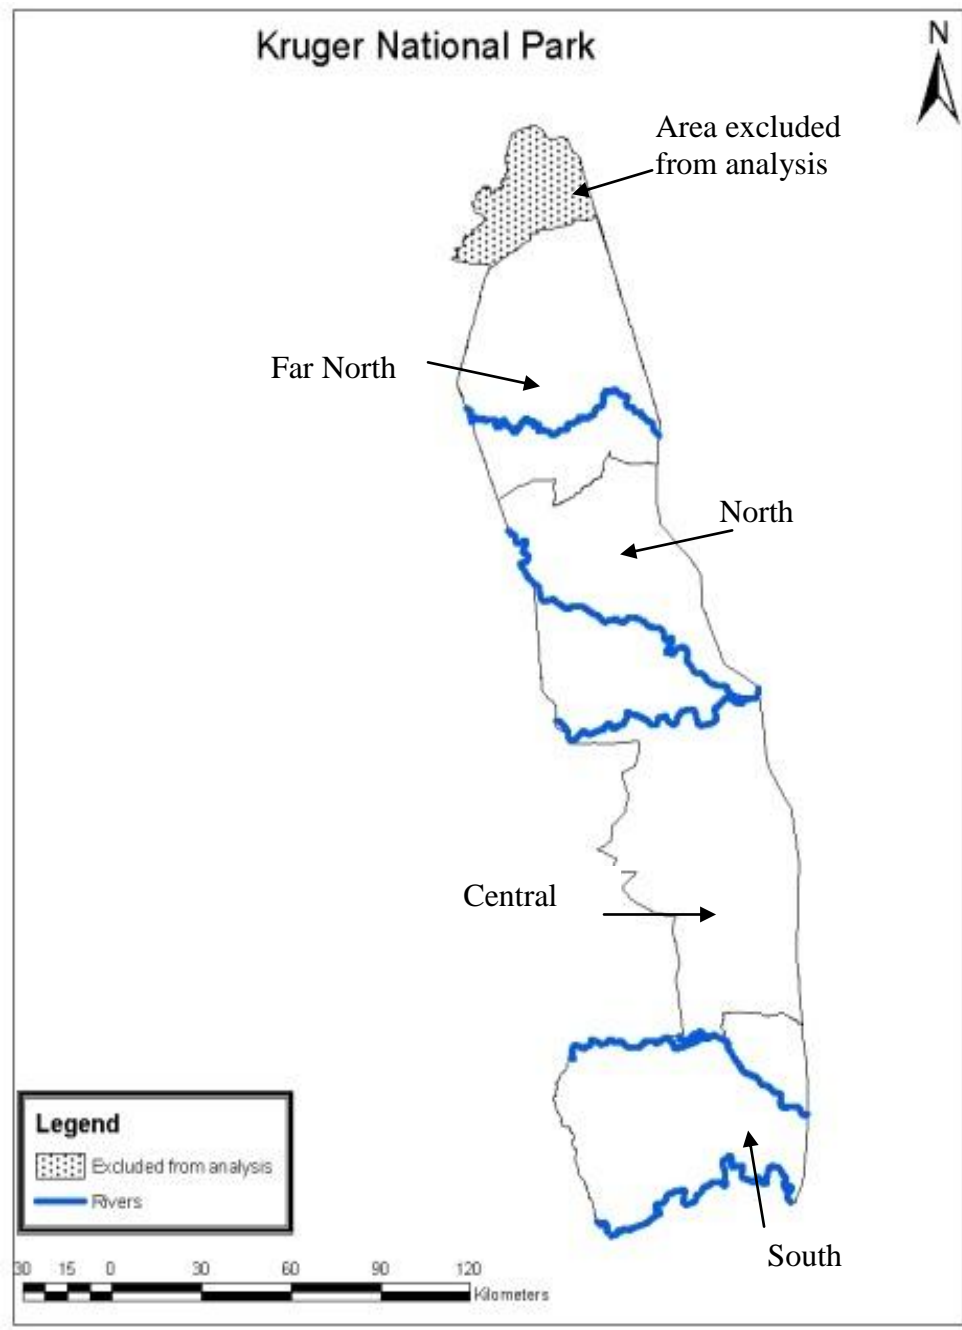 Kruger National Park
N
Area excluded
from analysis
Far North
North
Central
Legend
Excluded from analysis
Rivers
South
30 15 0 30 60 90 120
Kilometers